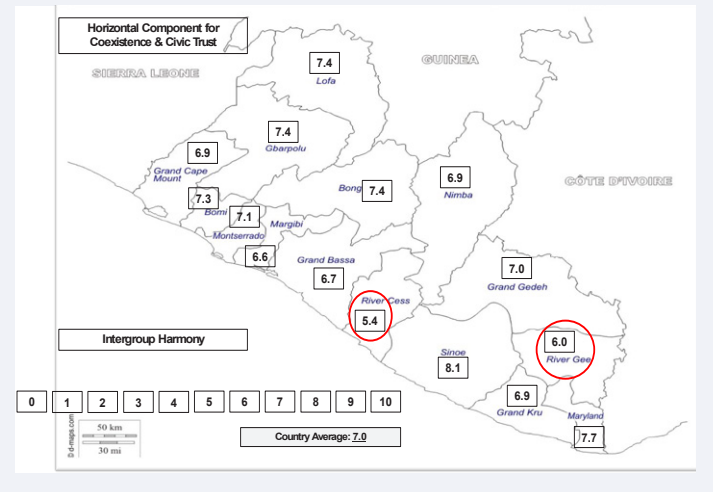 Horizontal Component for
Coexistence & Civic Trust
SIERRA LEONE
GUINEA
CÔTE D'IVOIRE
7.4
Lofa
7.4
Gbarpolu
6.9
Grand Cape
Mount
7.3
Bomi
7.1
Montserrado
Margibi
6.6
Bong
7.4
6.9
Nimba
Grand Bassa
6.7
7.0
Grand Gedeh
River Cess
5.4
6.0
River Gee
Sinoe
8.1
6.9
Grand Kru
Maryland
7.7
Intergroup Harmony
0 1 2 3 4 5 6 7 8 9 10
Country Average: 7.0
50 km
30 mi
d-maps.com